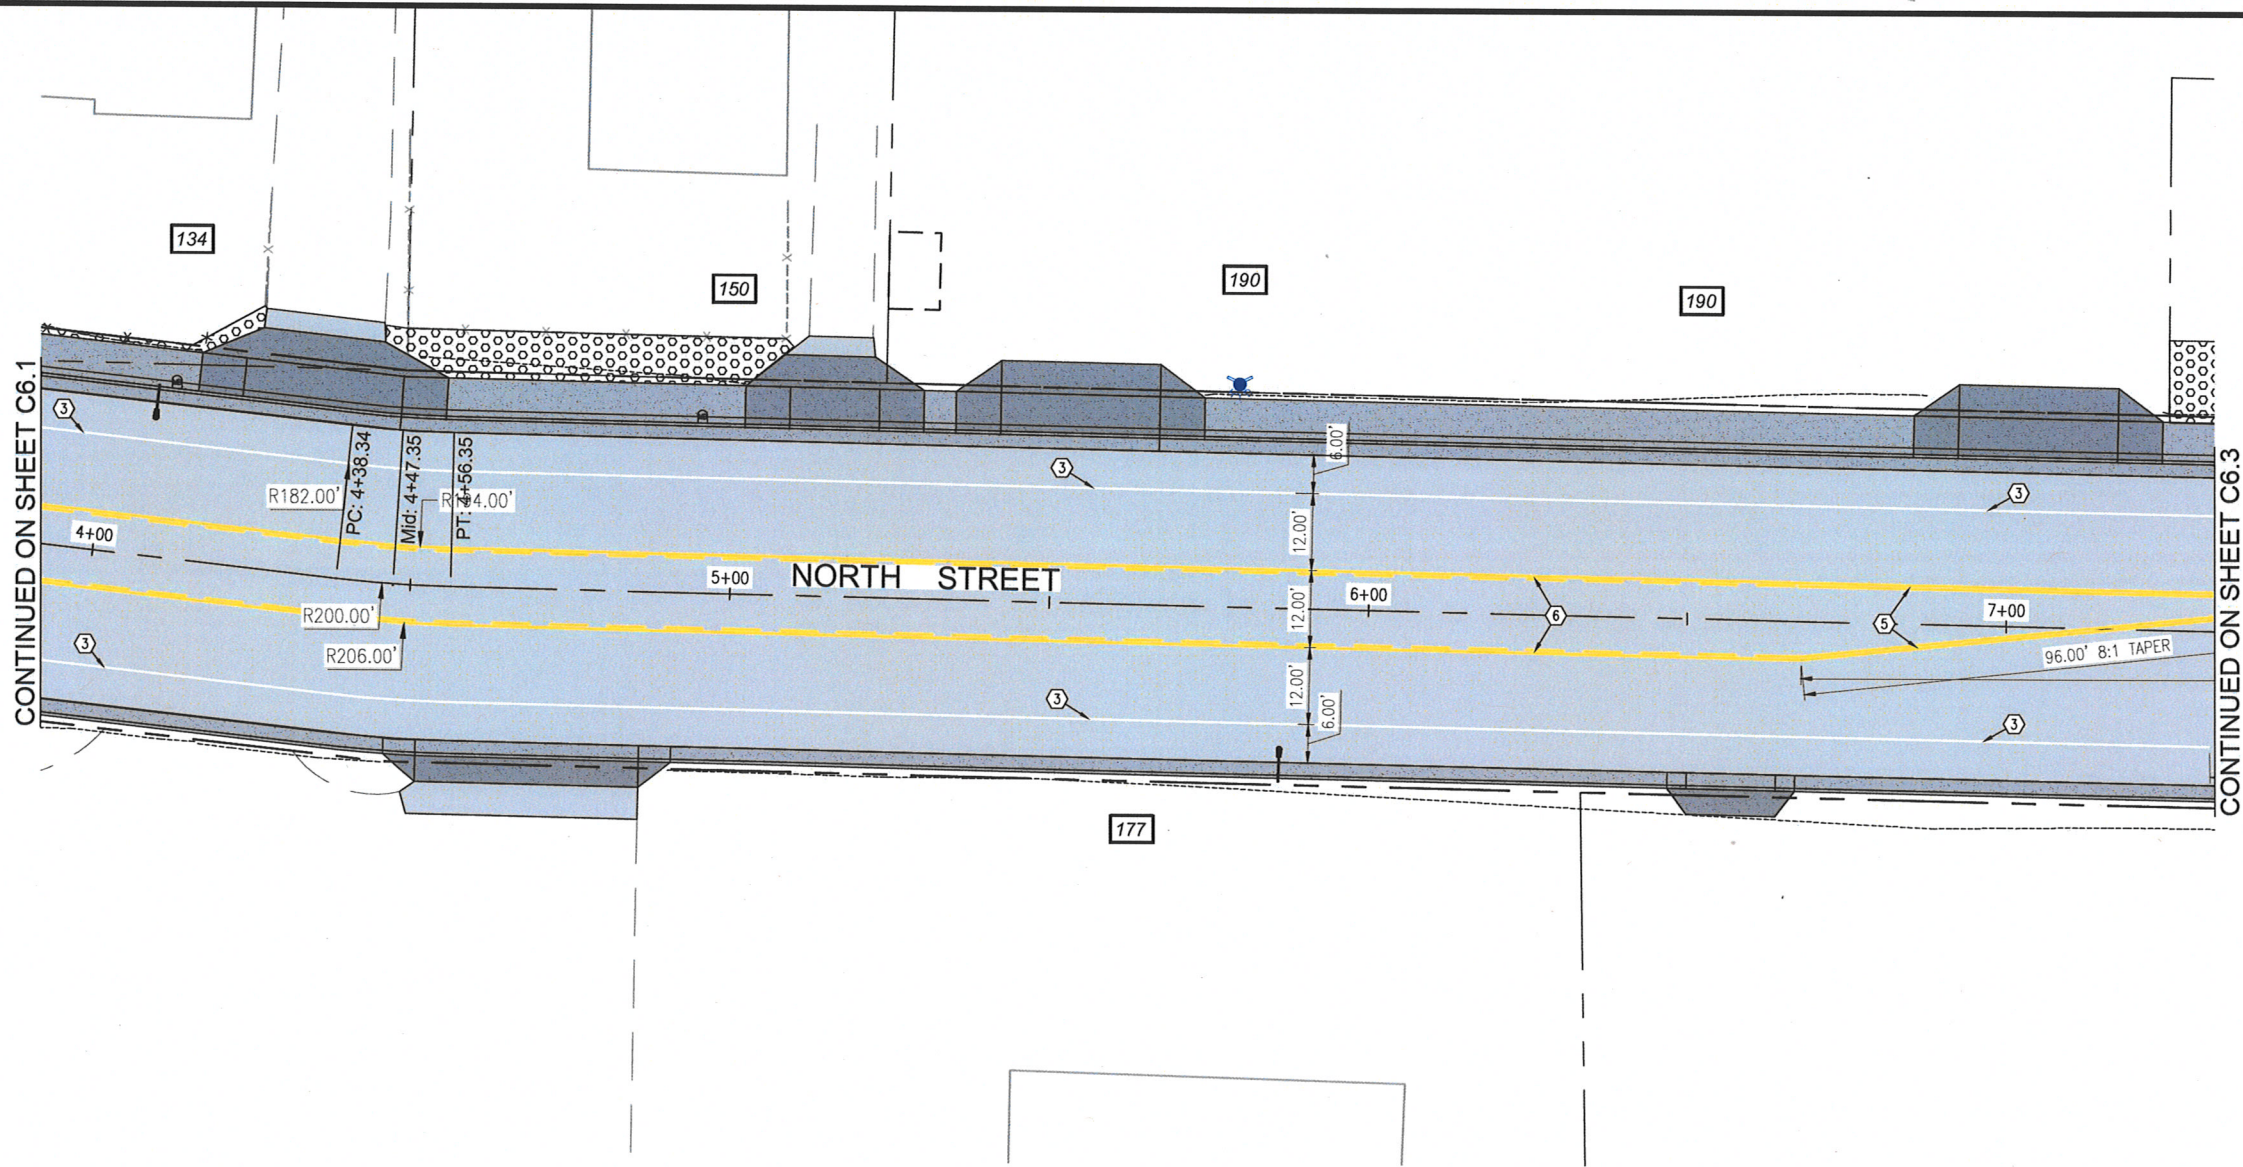 134
150
190
190
CONTINUED ON SHEET C6.1
CONTINUED ON SHEET C6.3
3
3
3
3
3
3
R182.00'
PC: 4+38.34
Mid: 4+47.35
PT: 4+56.35
6.00'
12.00'
12.00'
12.00'
6.00'
4+00
5+00
NORTH STREET
6+00
7+00
6
5
R200.00'
R206.00'
96.00' 8:1 TAPER
177